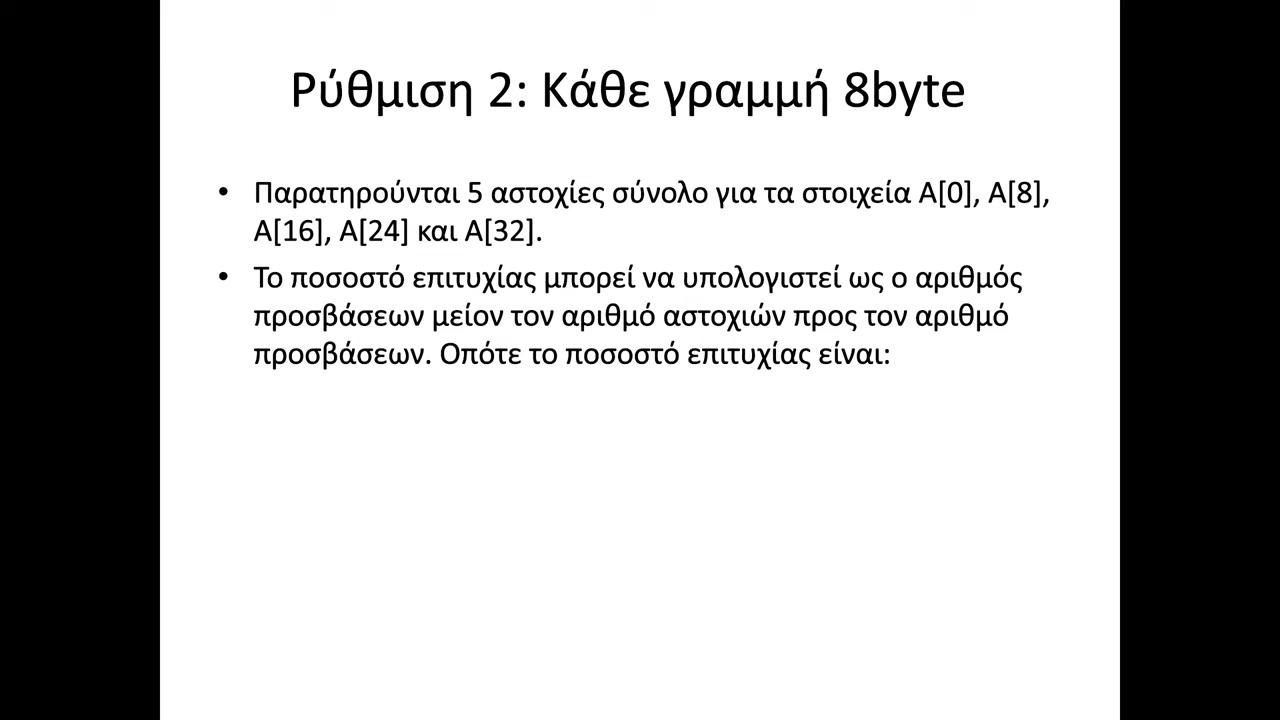 Ρύθμιση 2: Κάθε γραμμή 8byte
• Παρατηρούνται 5 αστοχίες σύνολο για τα στοιχεία Α[0], Α[8],
Α[16], Α[24] και Α[32].
• Το ποσοστό επιτυχίας μπορεί να υπολογιστεί ως ο αριθμός
προσβάσεων μείον τον αριθμό αστοχιών προς τον αριθμό
προσβάσεων. Οπότε το ποσοστό επιτυχίας είναι: